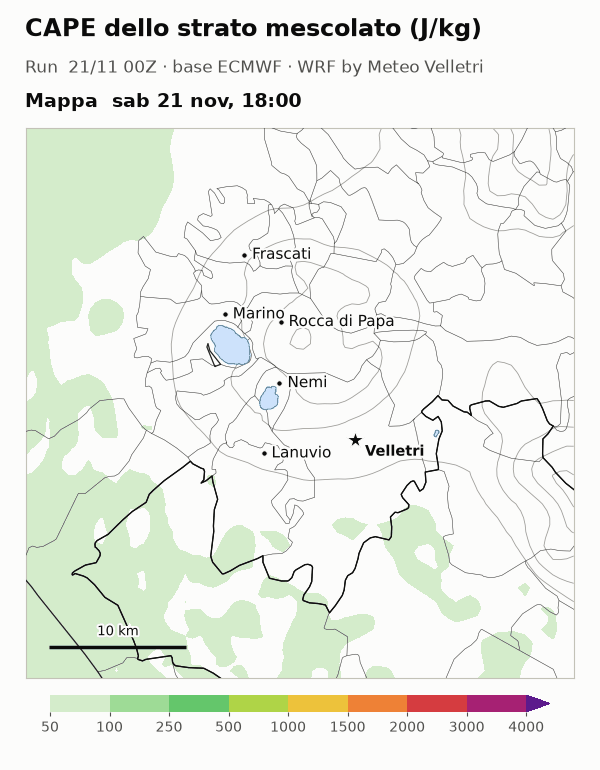 CAPE dello strato mescolato (J/kg)
Run  21/11 00Z · base ECMWF · WRF by Meteo Velletri
Mappa  sab 21 nov, 18:00
Frascati
Marino
Rocca di Papa
Nemi
Velletri
Lanuvio
10 km
50 100 250 500 1000 1500 2000 3000 4000